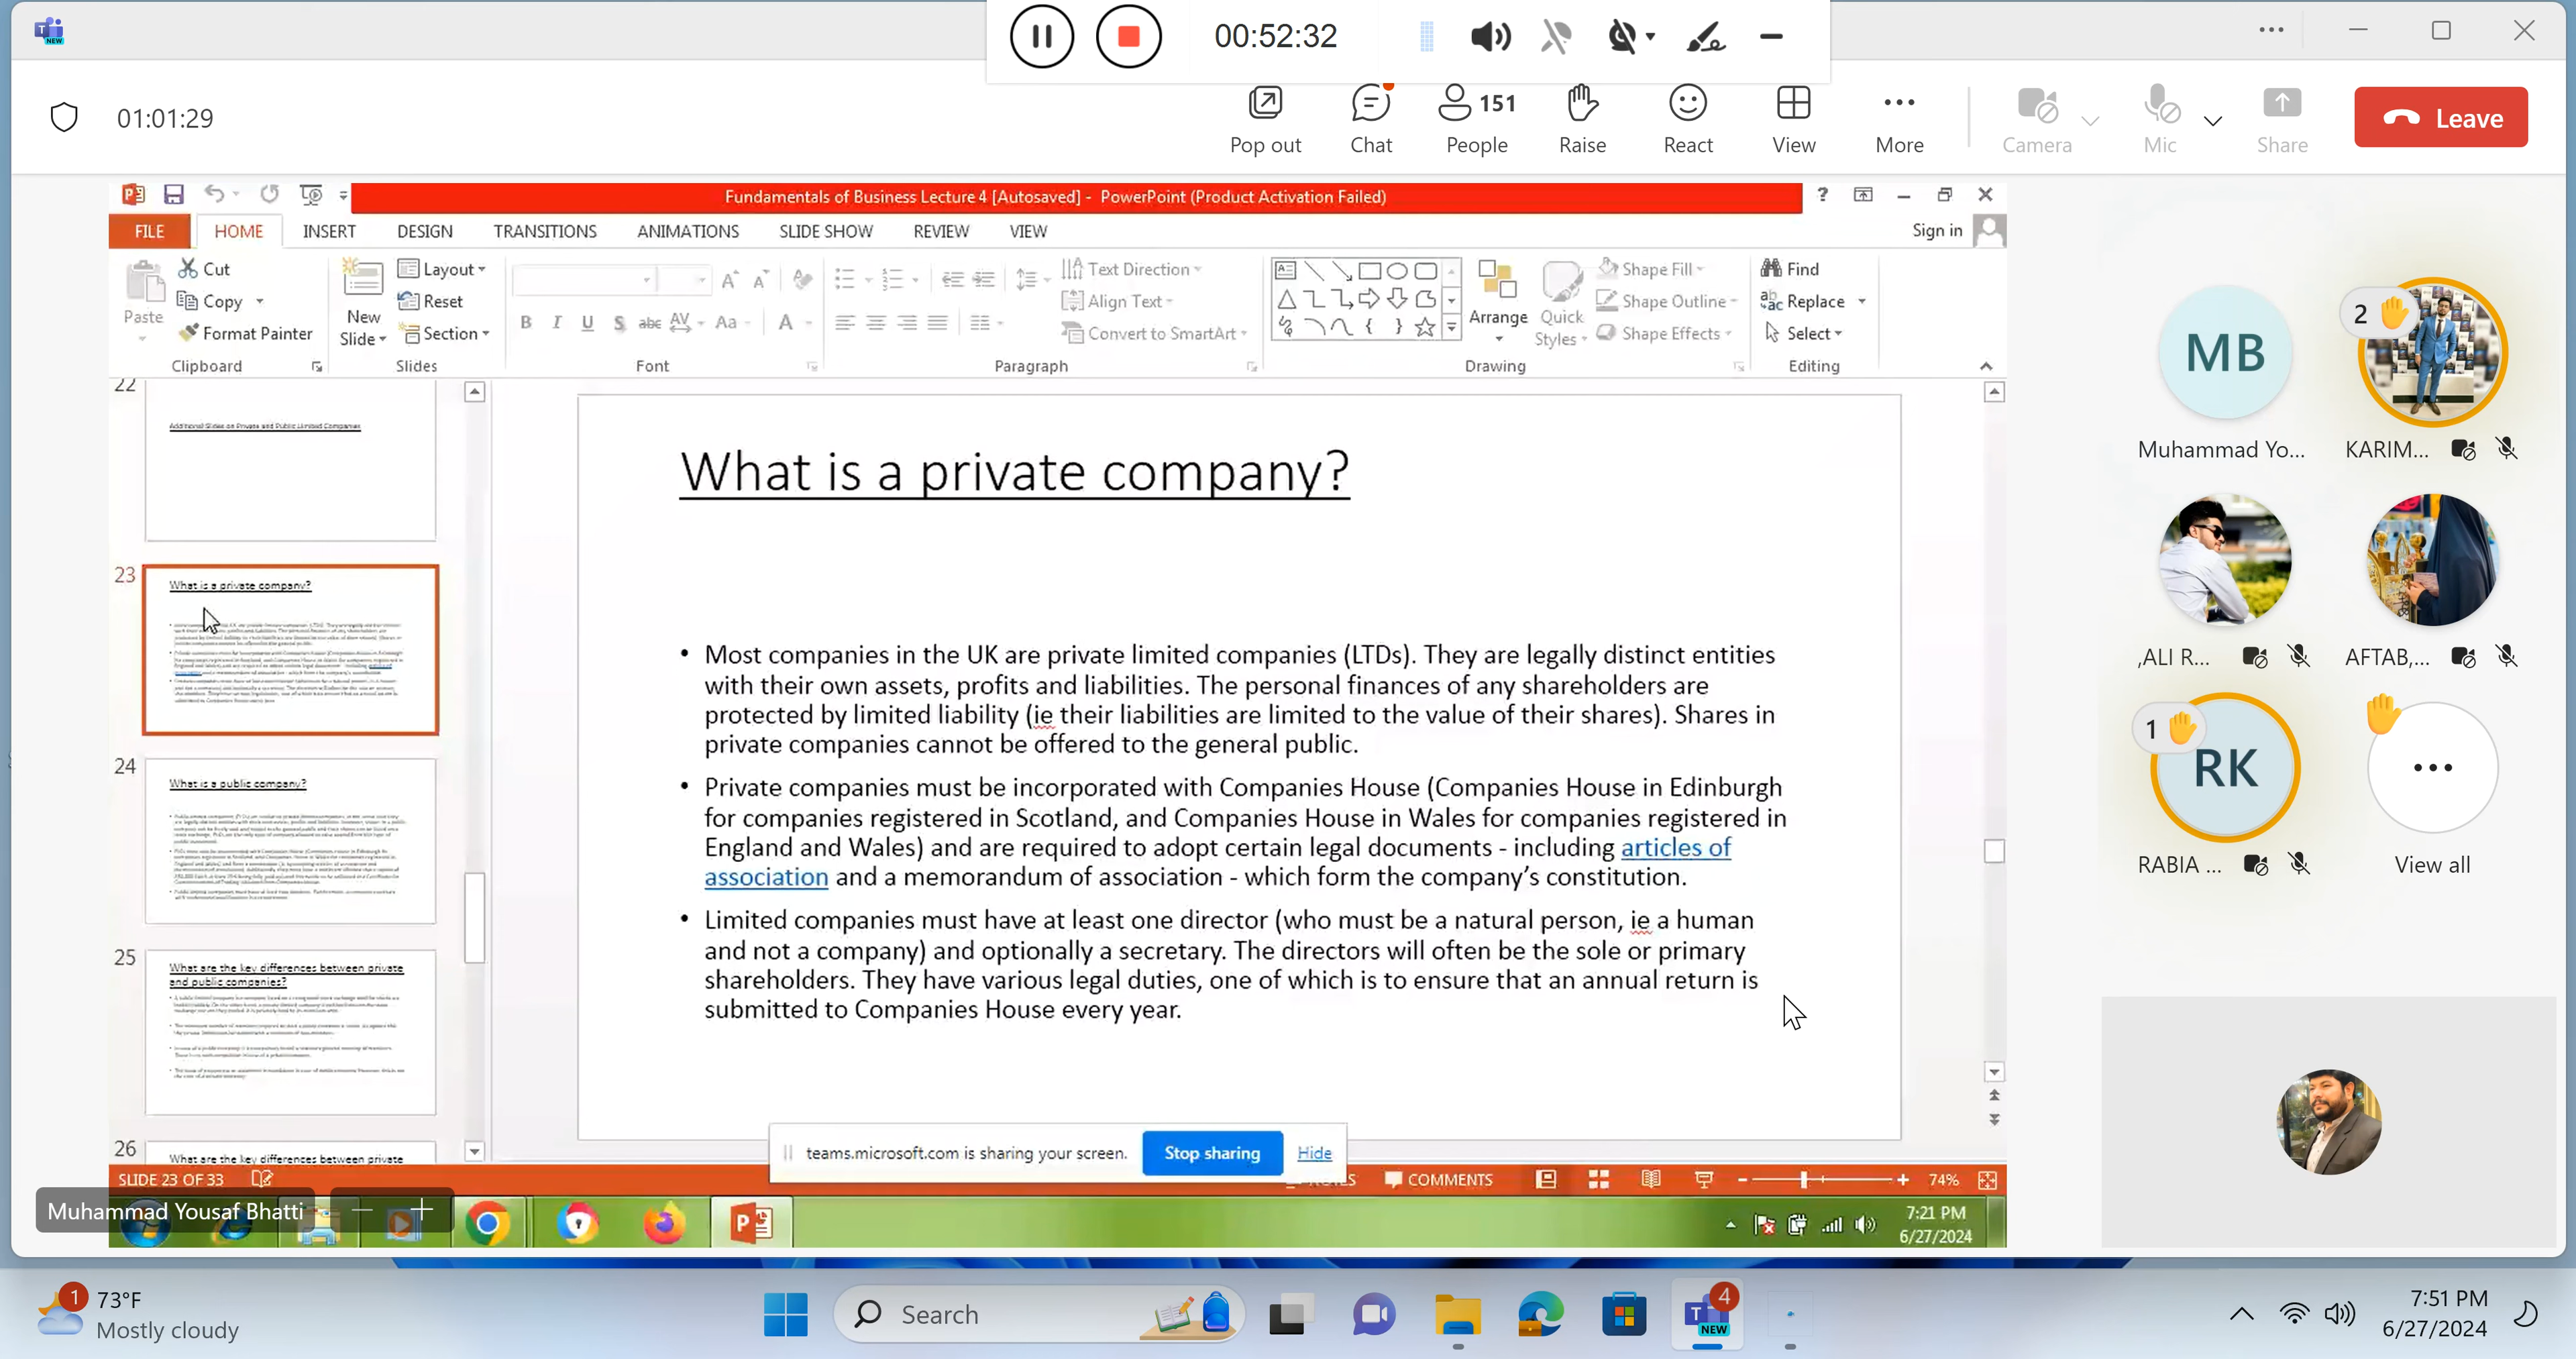 00:52:32
01:01:29
Pop out
Chat
151
People
Raise
React
View
More
Camera
Mic
Share
Leave
Fundamentals of Business Lecture 4 [Autosaved] - PowerPoint (Product Activation Failed)
FILE
HOME
INSERT
DESIGN
TRANSITIONS
ANIMATIONS
SLIDE SHOW
REVIEW
VIEW
Sign in
Paste
Cut
Copy
Format Painter
Clipboard
New
Slide
Layout
Reset
Section
Slides
Font
Text Direction
Align Text
Convert to SmartArt
Paragraph
Arrange
Quick
Styles
Shape Fill
Shape Outline
Shape Effects
Drawing
Find
Replace
Select
Editing
22
Additional Slides on Private and Public Limited Companies
23
What is a private company?
24
What is a public company?
25
What are the key differences between private
and public companies?
26
What are the key differences between private
What is a private company?
• Most companies in the UK are private limited companies (LTDs). They are legally distinct entities
with their own assets, profits and liabilities. The personal finances of any shareholders are
protected by limited liability (ie their liabilities are limited to the value of their shares). Shares in
private companies cannot be offered to the general public.
• Private companies must be incorporated with Companies House (Companies House in Edinburgh
for companies registered in Scotland, and Companies House in Wales for companies registered in
England and Wales) and are required to adopt certain legal documents - including articles of
association and a memorandum of association - which form the company's constitution.
• Limited companies must have at least one director (who must be a natural person, ie a human
and not a company) and optionally a secretary. The directors will often be the sole or primary
shareholders. They have various legal duties, one of which is to ensure that an annual return is
submitted to Companies House every year.
teams.microsoft.com is sharing your screen.
Stop sharing
Hide
SLIDE 23 OF 33
COMMENTS
74%
Muhammad Yousaf Bhatti
7:21 PM
6/27/2024
MB
Muhammad Yo...
2
KARIM...
,ALI R...
AFTAB,...
1
RK
RABIA ...
View all
1
73°F
Mostly cloudy
Search
4
NEW
7:51 PM
6/27/2024